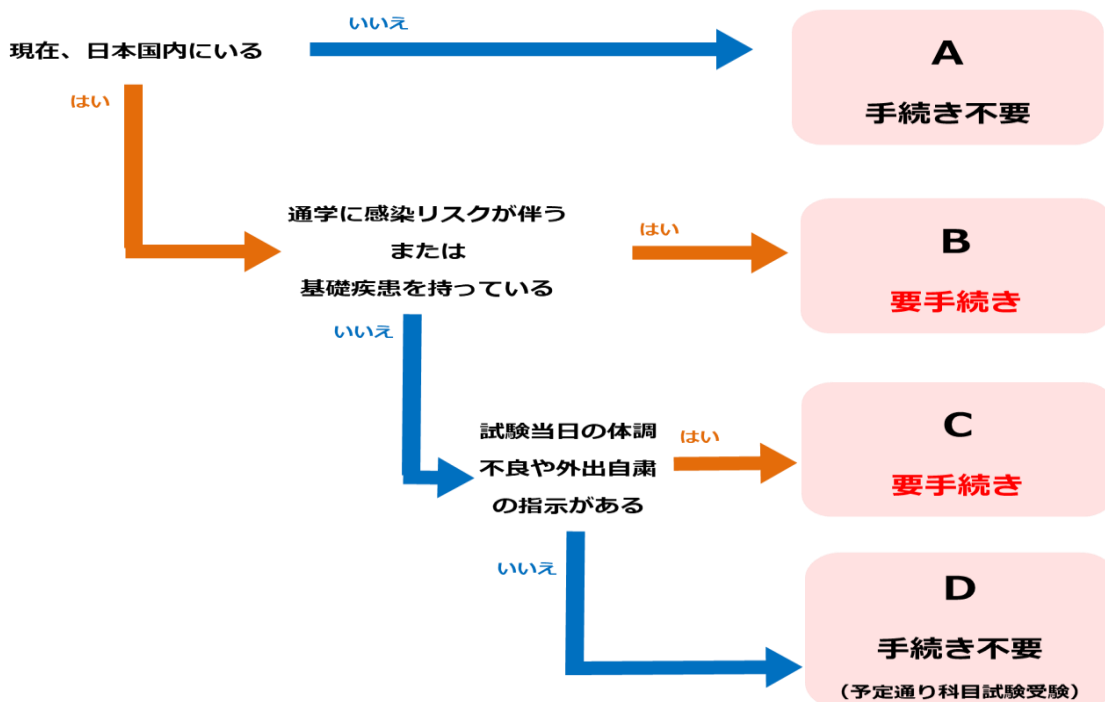 いいえ
現在、日本国内にいる
A
手続き不要
はい
通学に感染リスクが伴う
または
基礎疾患を持っている
はい
B
要手続き
いいえ
試験当日の体調
不良や外出自粛
の指示がある
はい
C
要手続き
いいえ
D
手続き不要
(予定通り科目試験受験)